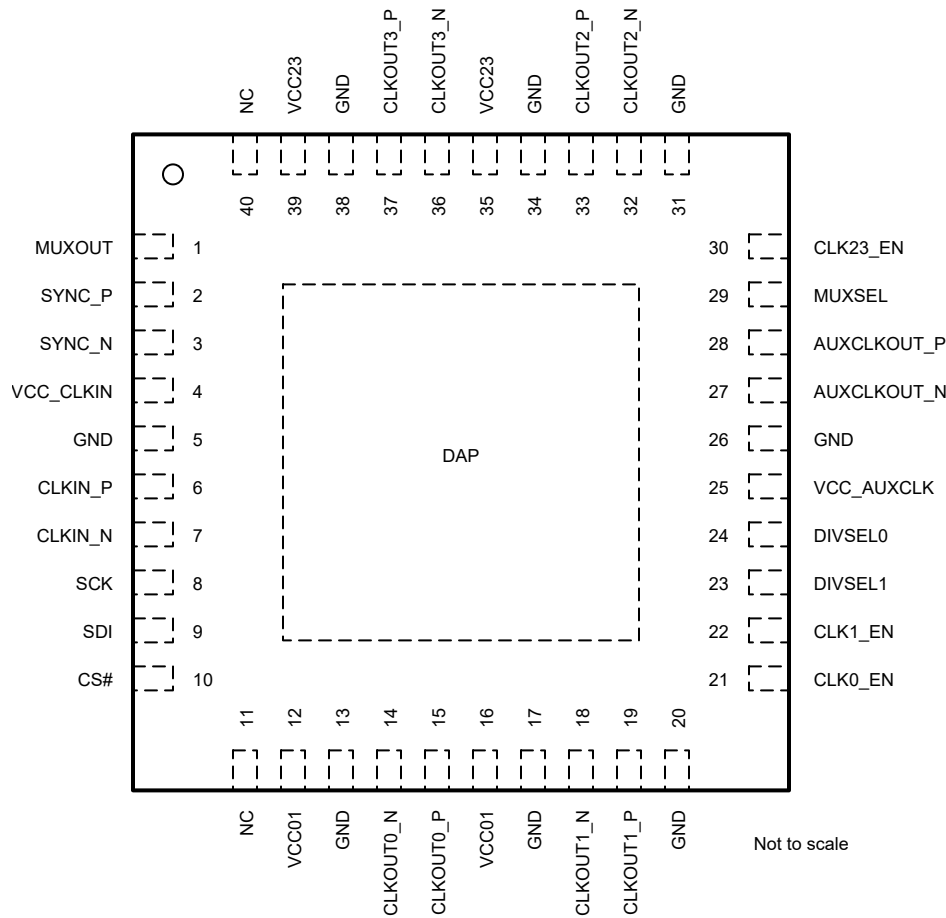 NC
VCC23
GND
CLKOUT3_P
CLKOUT3_N
VCC23
GND
CLKOUT2_P
CLKOUT2_N
GND
40
39
38
37
36
35
34
33
32
31
MUXOUT 1
SYNC_P 2
SYNC_N 3
VCC_CLKIN 4
GND 5
CLKIN_P 6
CLKIN_N 7
SCK 8
SDI 9
CS# 10
DAP
30 CLK23_EN
29 MUXSEL
28 AUXCLKOUT_P
27 AUXCLKOUT_N
26 GND
25 VCC_AUXCLK
24 DIVSEL0
23 DIVSEL1
22 CLK1_EN
21 CLK0_EN
11
12
13
14
15
16
17
18
19
20
NC
VCC01
GND
CLKOUT0_N
CLKOUT0_P
VCC01
GND
CLKOUT1_N
CLKOUT1_P
GND
Not to scale